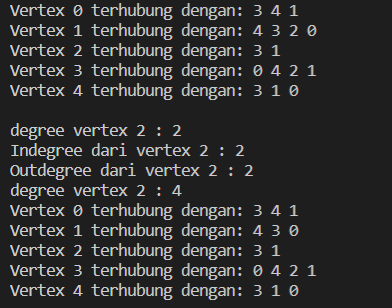 Vertex 0 terhubung dengan: 3 4 1
Vertex 1 terhubung dengan: 4 3 2 0
Vertex 2 terhubung dengan: 3 1
Vertex 3 terhubung dengan: 0 4 2 1
Vertex 4 terhubung dengan: 3 1 0

degree vertex 2 : 2
Indegree dari vertex 2 : 2
Outdegree dari vertex 2 : 2
degree vertex 2 : 4
Vertex 0 terhubung dengan: 3 4 1
Vertex 1 terhubung dengan: 4 3 0
Vertex 2 terhubung dengan: 3 1
Vertex 3 terhubung dengan: 0 4 2 1
Vertex 4 terhubung dengan: 3 1 0